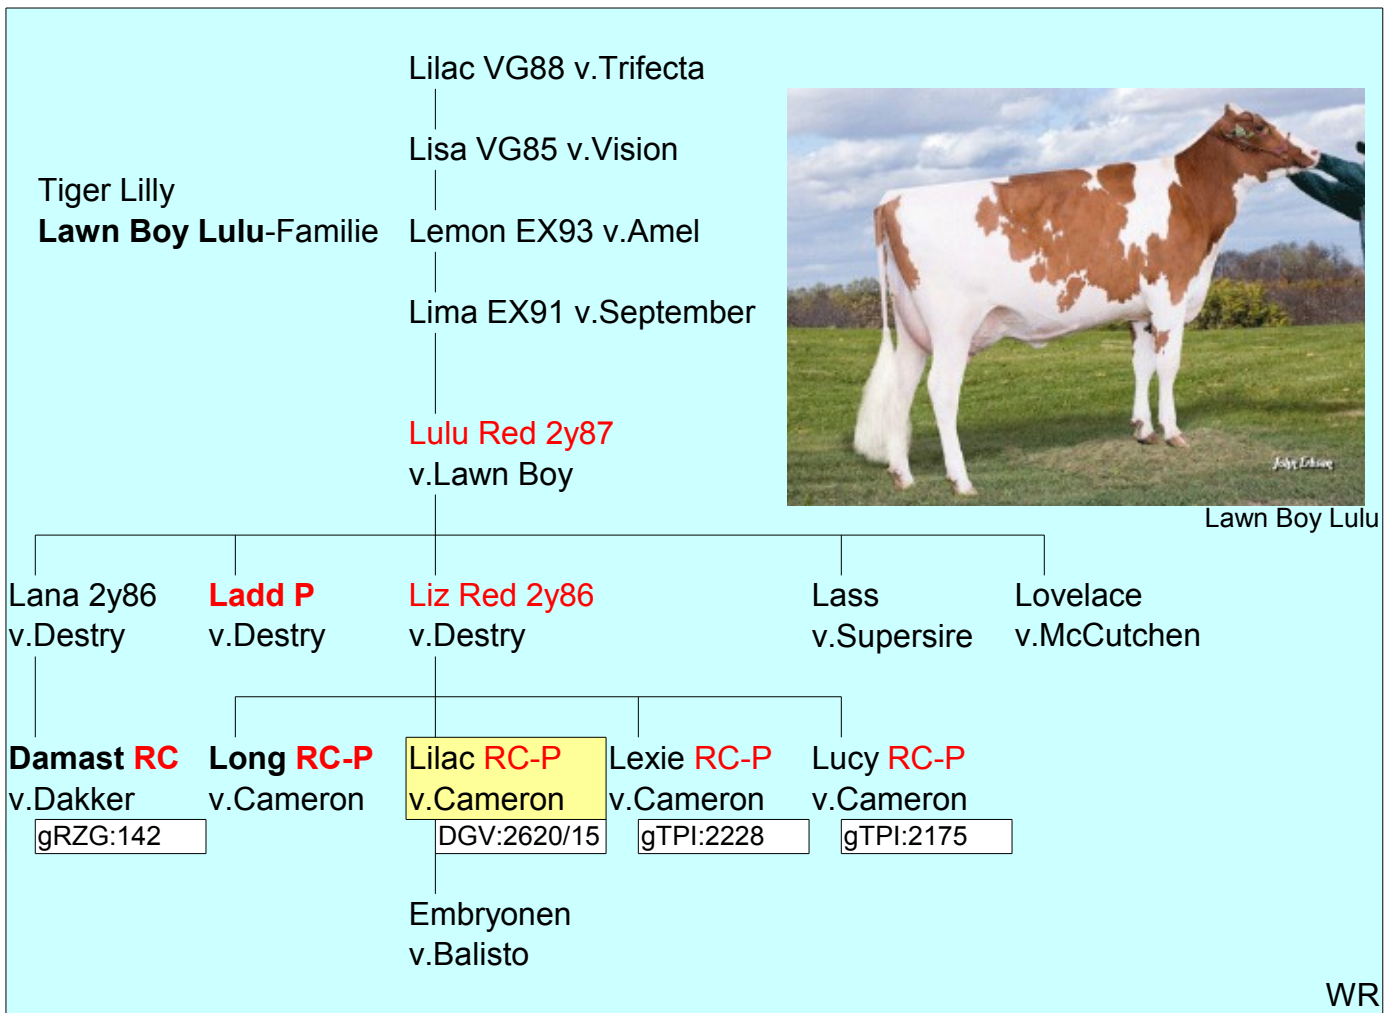 Lilac VG88 v.Trifecta
Lisa VG85 v.Vision
Tiger Lilly
Lawn Boy Lulu-Familie
Lemon EX93 v.Amel
Lima EX91 v.September
Lulu Red 2y87
v.Lawn Boy
Lawn Boy Lulu
Lana 2y86
v.Destry
Ladd P
v.Destry
Liz Red 2y86
v.Destry
Lass
v.Supersire
Lovelace
v.McCutchen
Damast RC
v.Dakker
gRZG:142
Long RC-P
v.Cameron
Lilac RC-P
v.Cameron
DGV:2620/15
Lexie RC-P
v.Cameron
gTPI:2228
Lucy RC-P
v.Cameron
gTPI:2175
Embryonen
v.Balisto
WR